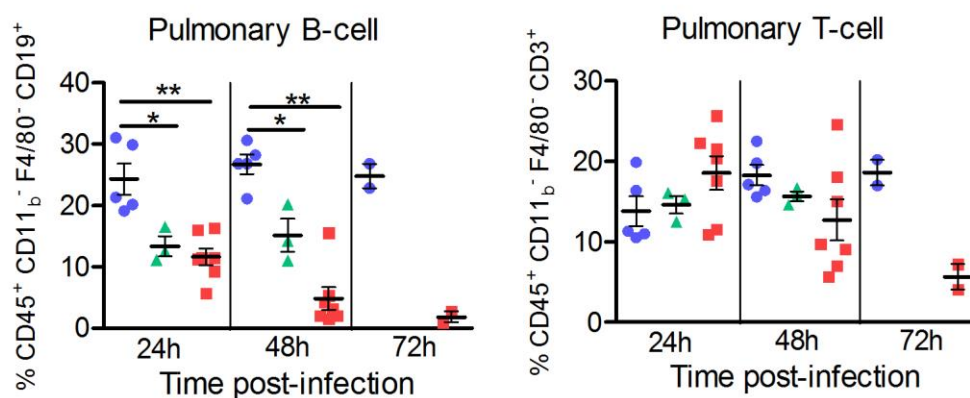 Pulmonary B-cell
% CD45+ CD11b- F4/80- CD19+
40
30
20
10
0
**
*
**
*
24h
48h
72h
Time post-infection
Pulmonary T-cell
% CD45+ CD11b- F4/80- CD3+
30
20
10
0
24h
48h
72h
Time post-infection